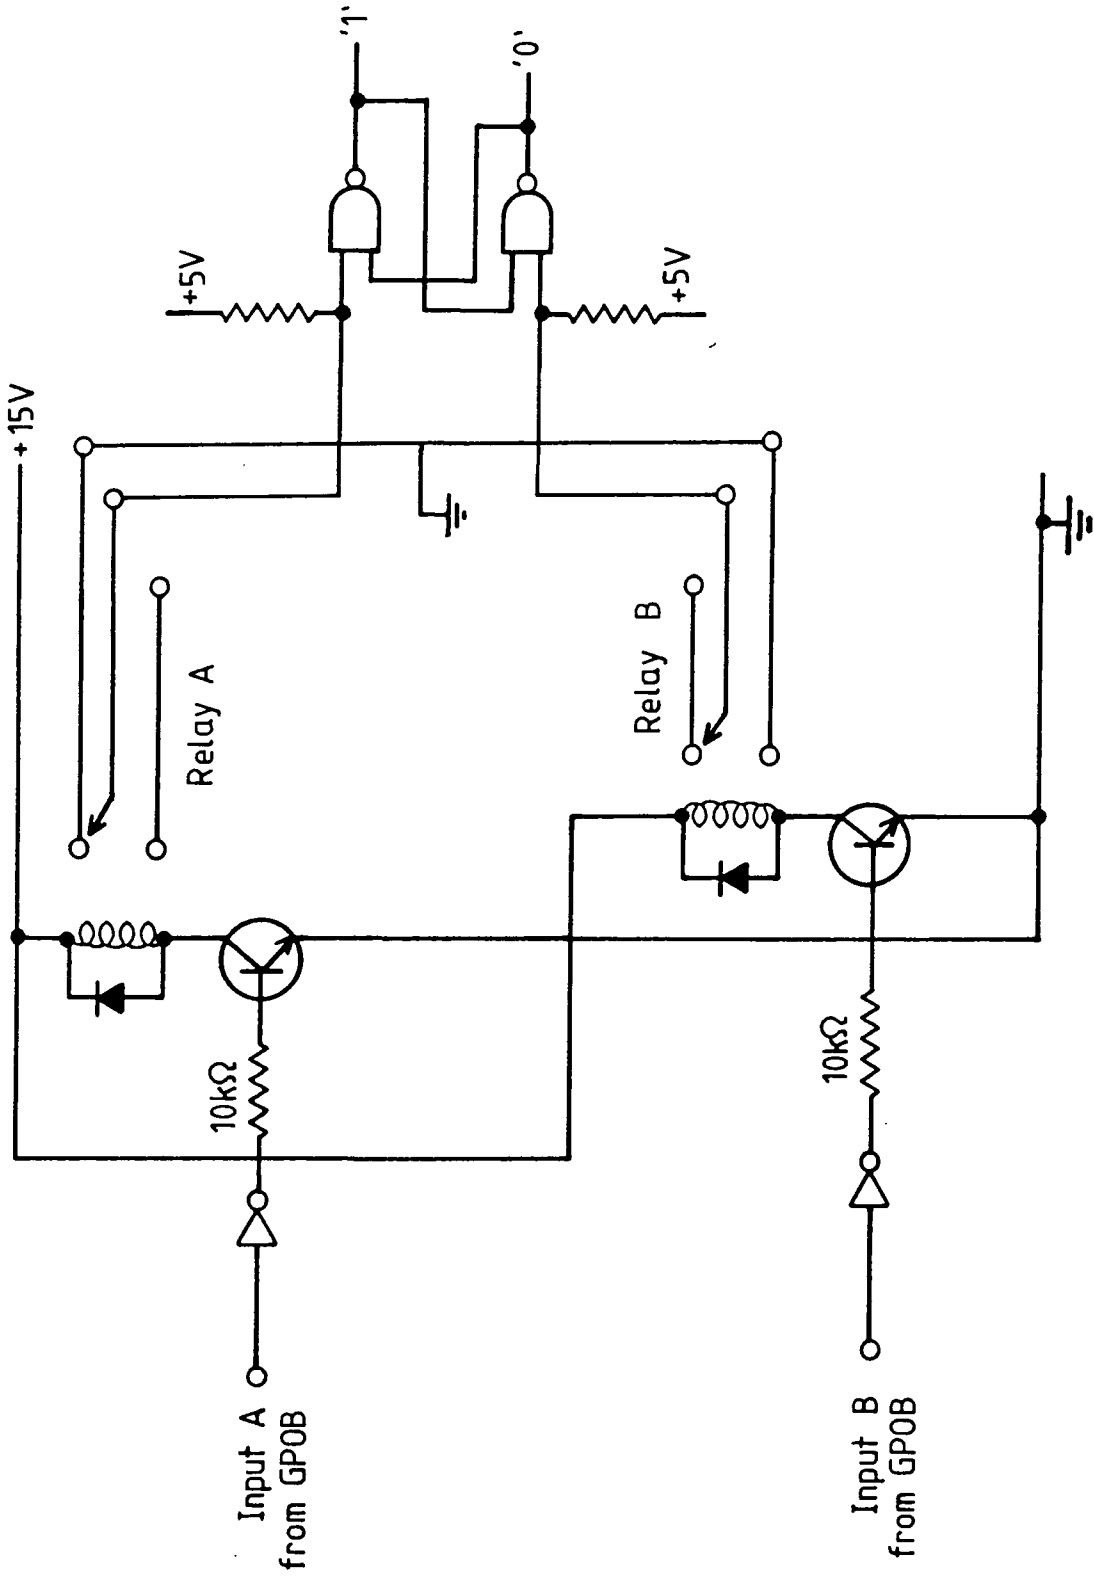 Input A
from GPOB
10kΩ
Relay A
+15V
+5V
'1'
Input B
from GPOB
10kΩ
Relay B
+5V
'0'